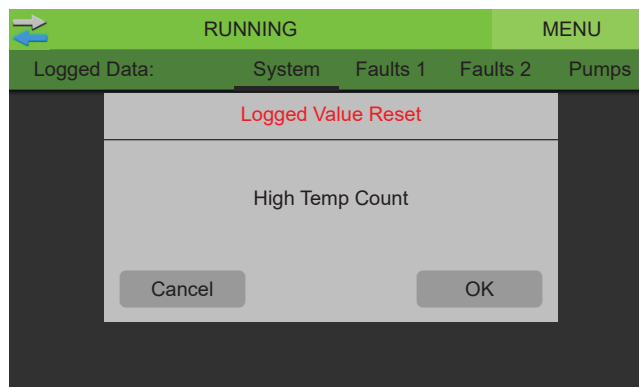 RUNNING MENU
Logged Data: System Faults 1 Faults 2 Pumps
Logged Value Reset
High Temp Count
Cancel OK